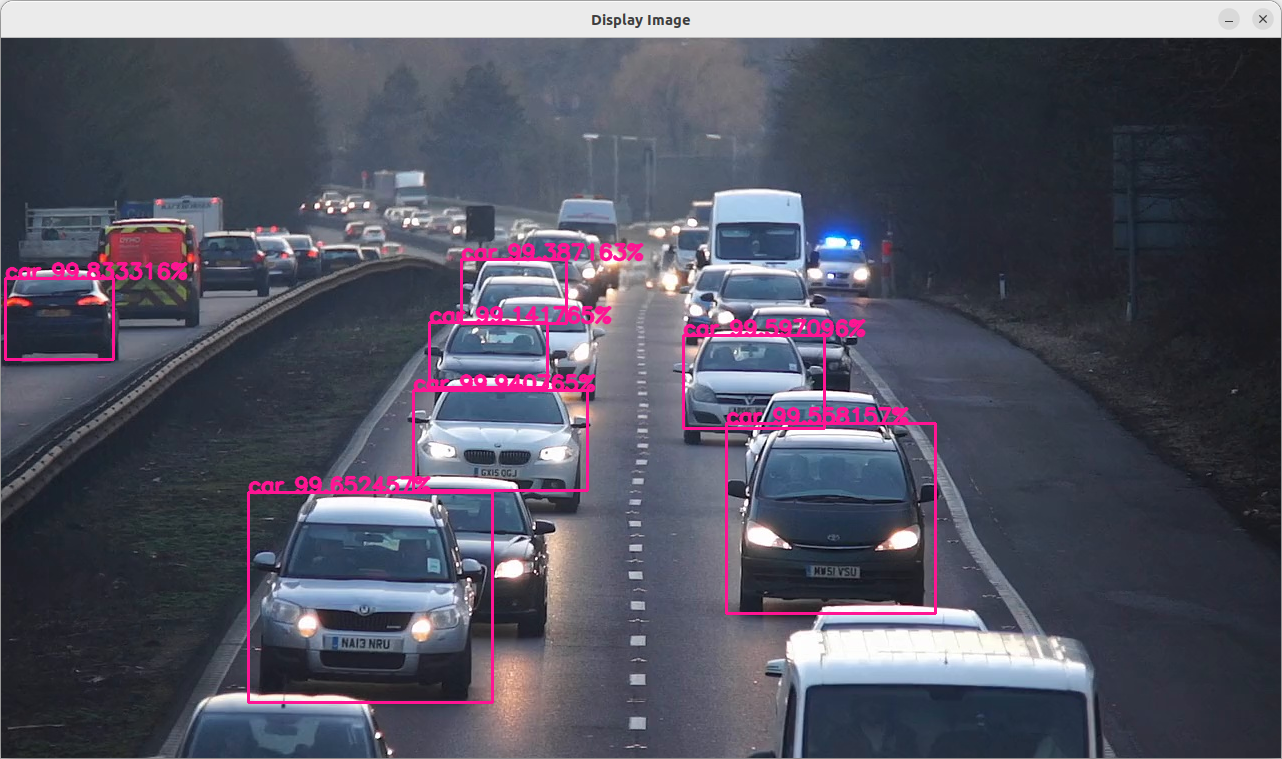 Display Image
car 99.387163%
car 99.833316%
car 99.141765%
car 99.597096%
car 99.940765%
car 99.558157%
GX15 OGJ
car 99.652457%
MW51 VSU
NA13 NRU